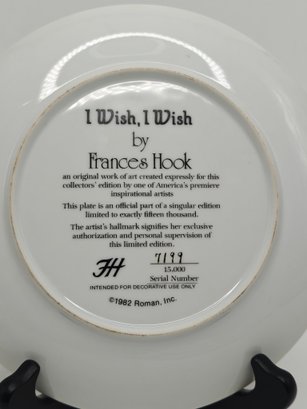 I Wish, I Wish
by
Frances Hook
an original work of art created expressly for this
collectors' edition by one of America's premiere
inspirational artists
This plate is an official part of a singular edition
limited to exactly fifteen thousand.
The artist's hallmark signifies her exclusive
authorization and personal supervision of
this limited edition.
FH
7199
15,000
Serial Number
INTENDED FOR DECORATIVE USE ONLY
©1982 Roman, Inc.